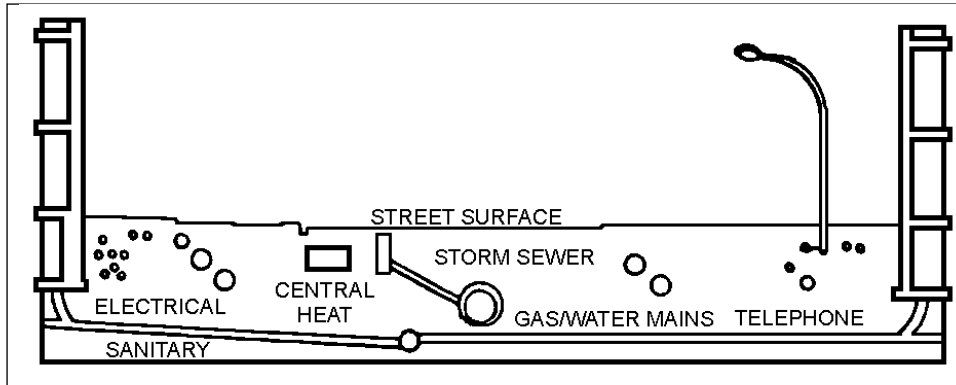 STREET SURFACE
STORM SEWER
CENTRAL
HEAT
ELECTRICAL
GAS/WATER MAINS
TELEPHONE
SANITARY